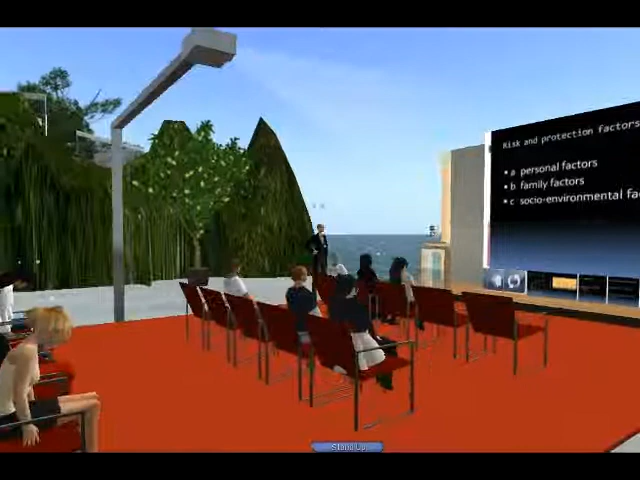 Risk and protection factors
• a personal factors
• b family factors
• c socio-environmental fa
Stand Up